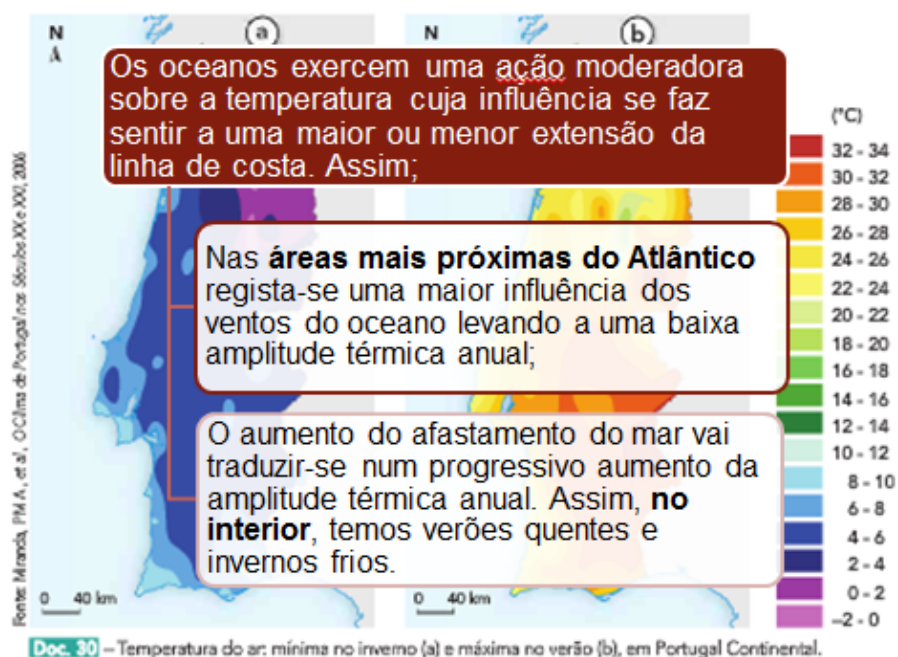 N
a
N
b
Os oceanos exercem uma ação moderadora
sobre a temperatura cuja influência se faz
sentir a uma maior ou menor extensão da
linha de costa. Assim;
Nas áreas mais próximas do Atlântico
regista-se uma maior influência dos
ventos do oceano levando a uma baixa
amplitude térmica anual;
O aumento do afastamento do mar vai
traduzir-se num progressivo aumento da
amplitude térmica anual. Assim, no
interior, temos verões quentes e
invernos frios.
(°C)
32 - 34
30 - 32
28 - 30
26 - 28
24 - 26
22 - 24
20 - 22
18 - 20
16 - 18
14 - 16
12 - 14
10 - 12
8 - 10
6 - 8
4 - 6
2 - 4
0 - 2
-2 - 0
0 40 km
0 40 km
Fonte: Miranda, P.M.A., et al, O Clima de Portugal nos Séculos XX e XXI, 2006
Doc. 30 – Temperatura do ar: mínima no inverno (a) e máxima no verão (b), em Portugal Continental.